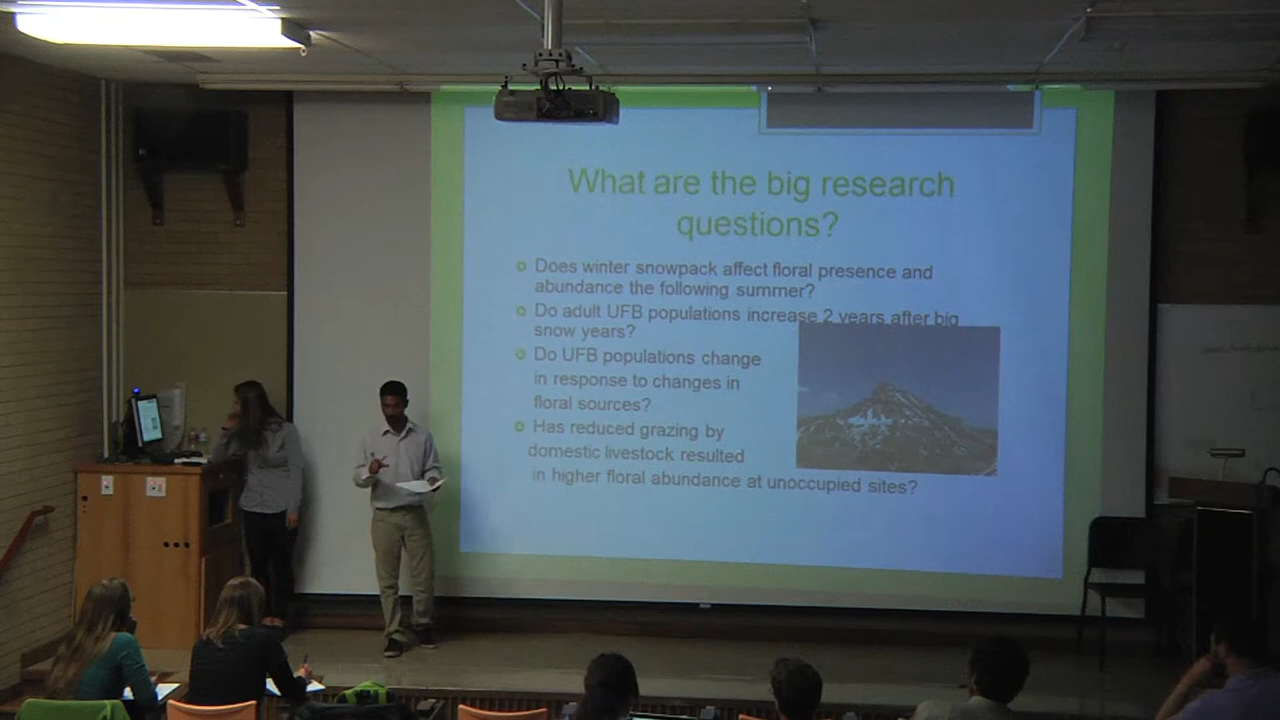 What are the big research
questions?
Does winter snowpack affect floral presence and
abundance the following summer?
Do adult UFB populations increase 2 years after big
snow years?
Do UFB populations change
in response to changes in
floral sources?
Has reduced grazing by
domestic livestock resulted
in higher floral abundance at unoccupied sites?